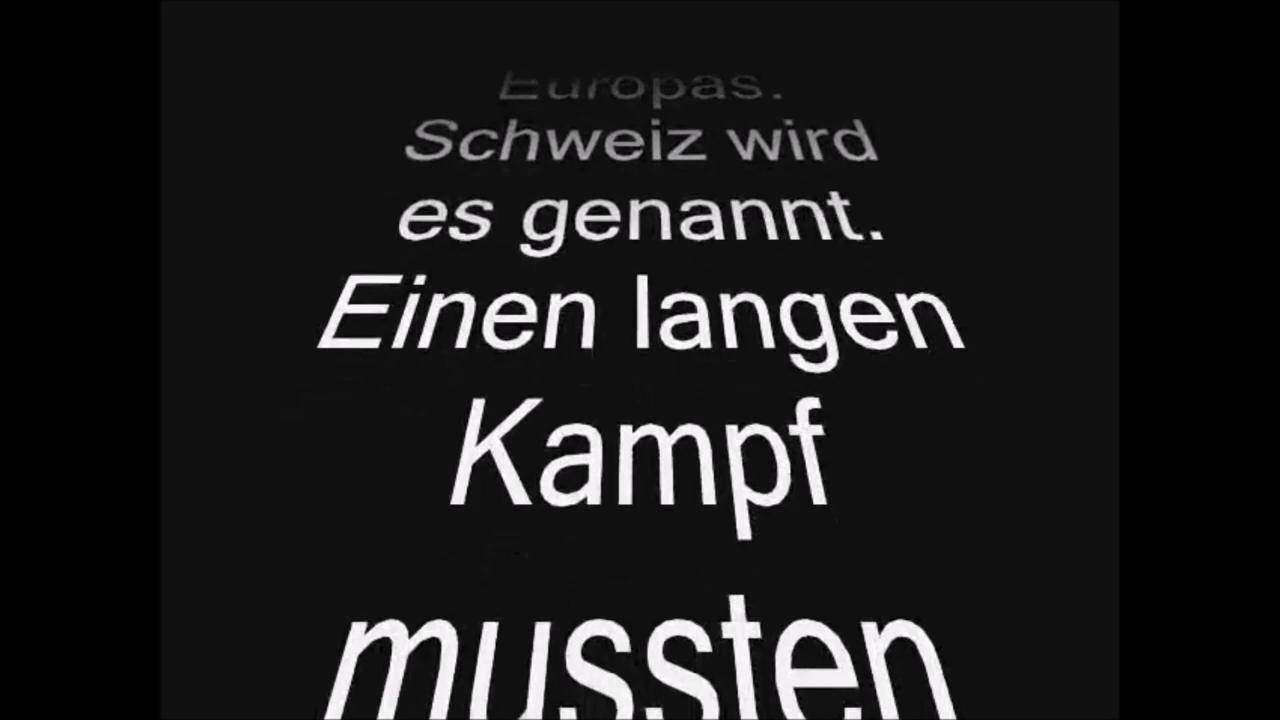 Europas.
Schweiz wird
es genannt.
Einen langen
Kampf
mussten